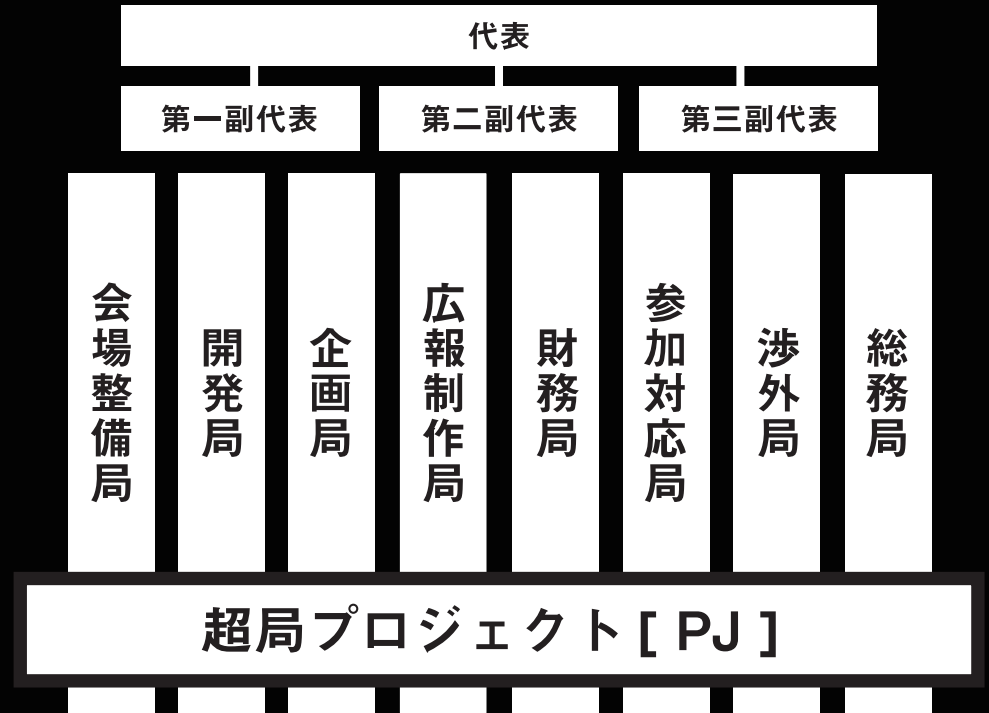 代表
第一副代表
第二副代表
第三副代表
会場整備局
開発局
企画局
広報制作局
財務局
参加対応局
渉外局
総務局
超局プロジェクト[ PJ ]